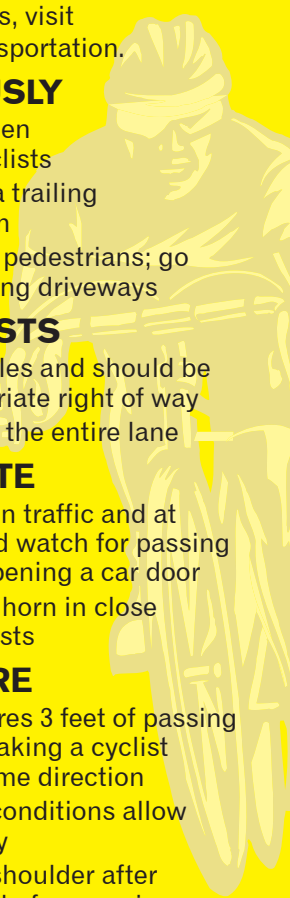 s, visit
sportation.
USLY
en
clists
a trailing
n
pedestrians; go
ng driveways
STS
les and should be
riate right of way
the entire lane
TE
n traffic and at
d watch for passing
pening a car door
horn in close
sts
RE
res 3 feet of passing
aking a cyclist
me direction
conditions allow
y
shoulder after